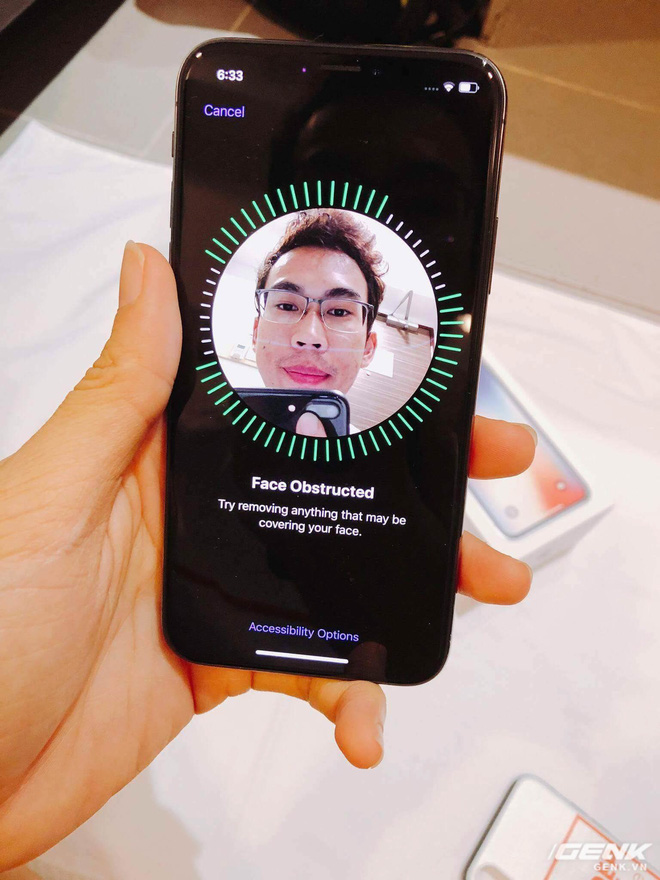 6:33
Cancel
Face Obstructed
Try removing anything that may be
covering your face.
Accessibility Options
GENK
GENK.VN